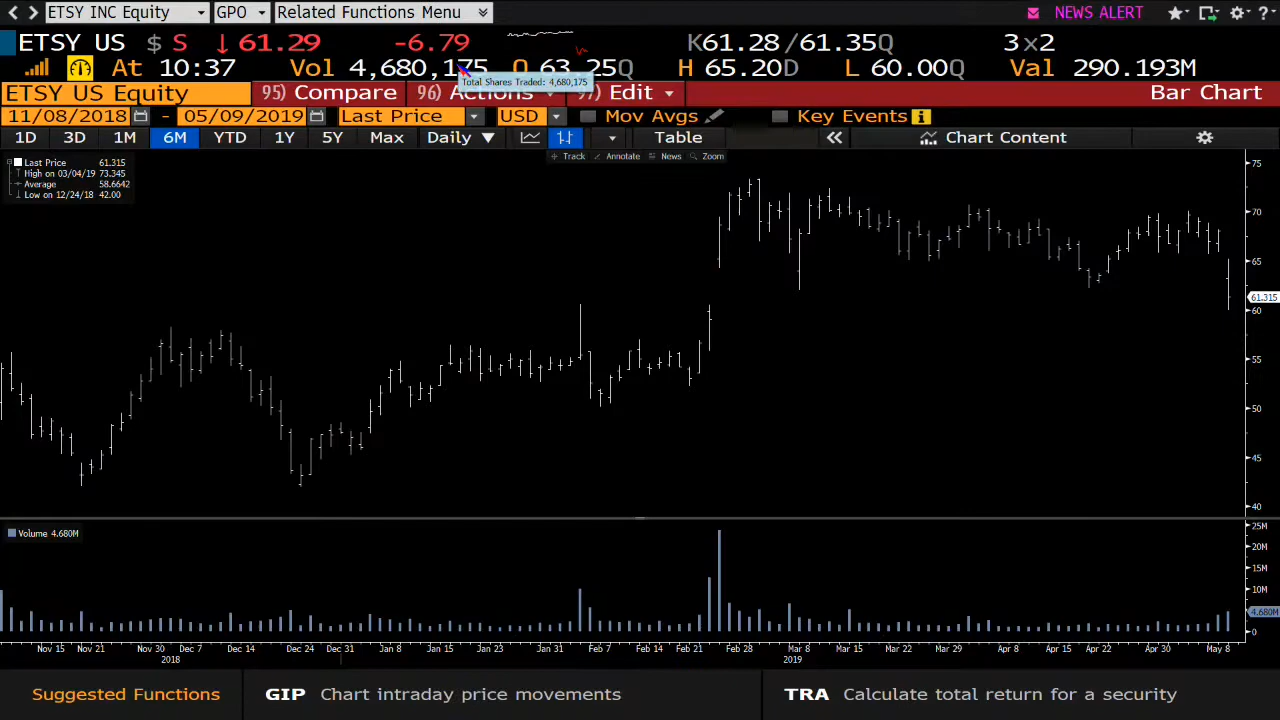 ETSY INC Equity GPO Related Functions Menu NEWS ALERT ?
ETSY US $ S ↓ 61.29 -6.79 K61.28/61.35Q 3x2
At 10:37 Vol 4,680,175 O 63.25Q H 65.20D L 60.00Q Val 290.193M
Total Shares Traded: 4,680,175
ETSY US Equity 95) Compare 96) Actions 97) Edit Bar Chart
11/08/2018 - 05/09/2019 Last Price USD Mov Avgs Key Events i
1D 3D 1M 6M YTD 1Y 5Y Max Daily ▼ Table « Chart Content
Track Annotate News Zoom
Last Price 61.315
High on 03/04/19 73.345
Average 58.6642
Low on 12/24/18 42.00
75
70
65
61.315
60
55
50
45
40
Volume 4.680M
25M
20M
15M
10M
4.680M
0
Nov 15 Nov 21 Nov 30 Dec 7 Dec 14 Dec 24 Dec 31 Jan 8 Jan 15 Jan 23 Jan 31 Feb 7 Feb 14 Feb 21 Feb 28 Mar 8 Mar 15 Mar 22 Mar 29 Apr 8 Apr 15 Apr 22 Apr 30 May 8
2018 2019
Suggested Functions GIP Chart intraday price movements TRA Calculate total return for a security